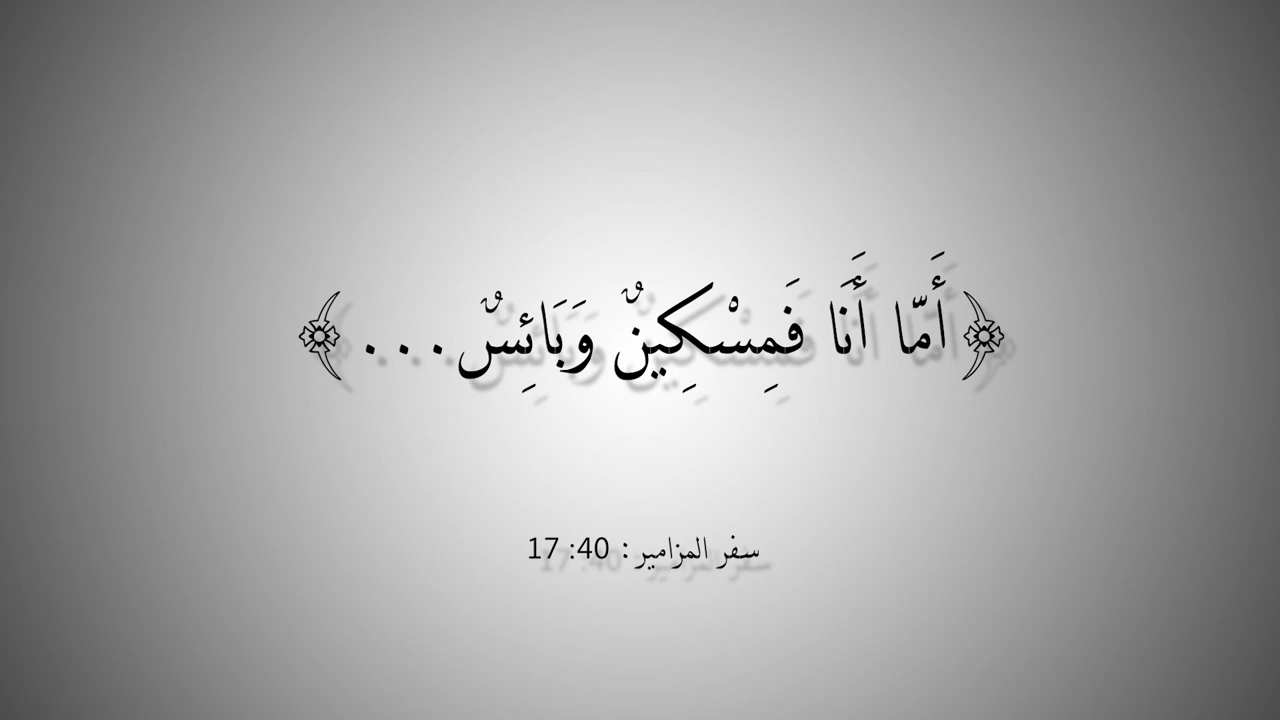 ﴿أَمَّا أَنَا فَمِسْكِينٌ وَبَائِسٌ... ﴾
سفر المزامير : 40: 17